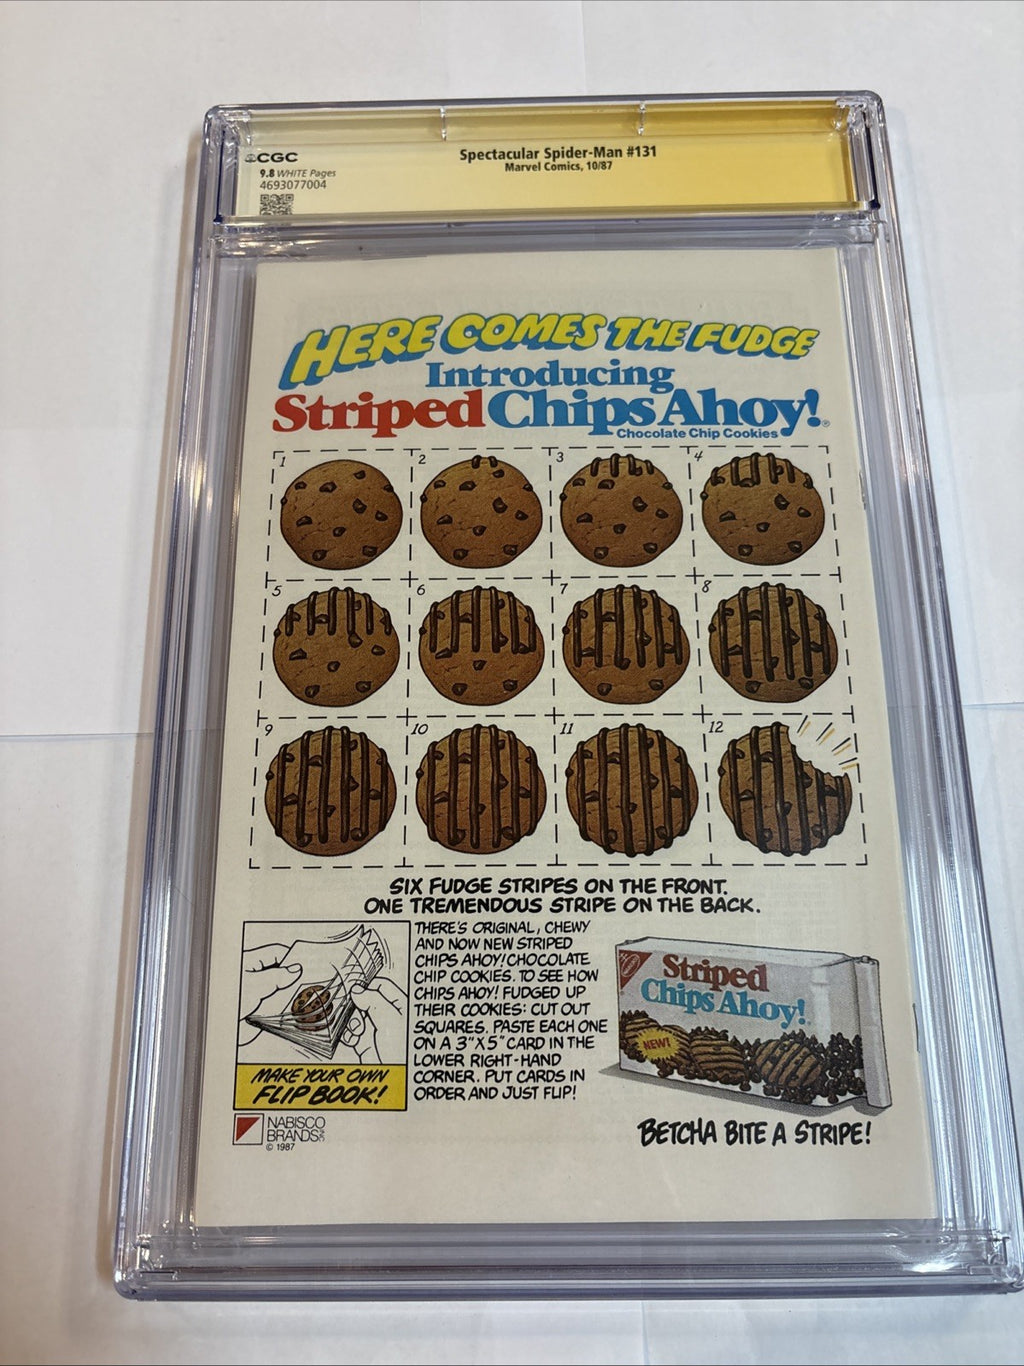 CGC
Spectacular Spider-Man #131
Marvel Comics, 10/87
9.8 WHITE Pages
4693077004
HERE COMES THE FUDGE
Introducing
Striped Chips Ahoy!®
Chocolate Chip Cookies
1 2 3 4
5 6 7 8
9 10 11 12
SIX FUDGE STRIPES ON THE FRONT.
ONE TREMENDOUS STRIPE ON THE BACK.
THERE'S ORIGINAL, CHEWY
AND NOW NEW STRIPED
CHIPS AHOY! CHOCOLATE
CHIP COOKIES. TO SEE HOW
CHIPS AHOY! FUDGED UP
THEIR COOKIES: CUT OUT
SQUARES. PASTE EACH ONE
ON A 3"X5" CARD IN THE
LOWER RIGHT-HAND
CORNER. PUT CARDS IN
ORDER AND JUST FLIP!
MAKE YOUR OWN
FLIP BOOK!
NABISCO
BRANDS
© 1987
Striped
Chips Ahoy!
NEW!
BETCHA BITE A STRIPE!